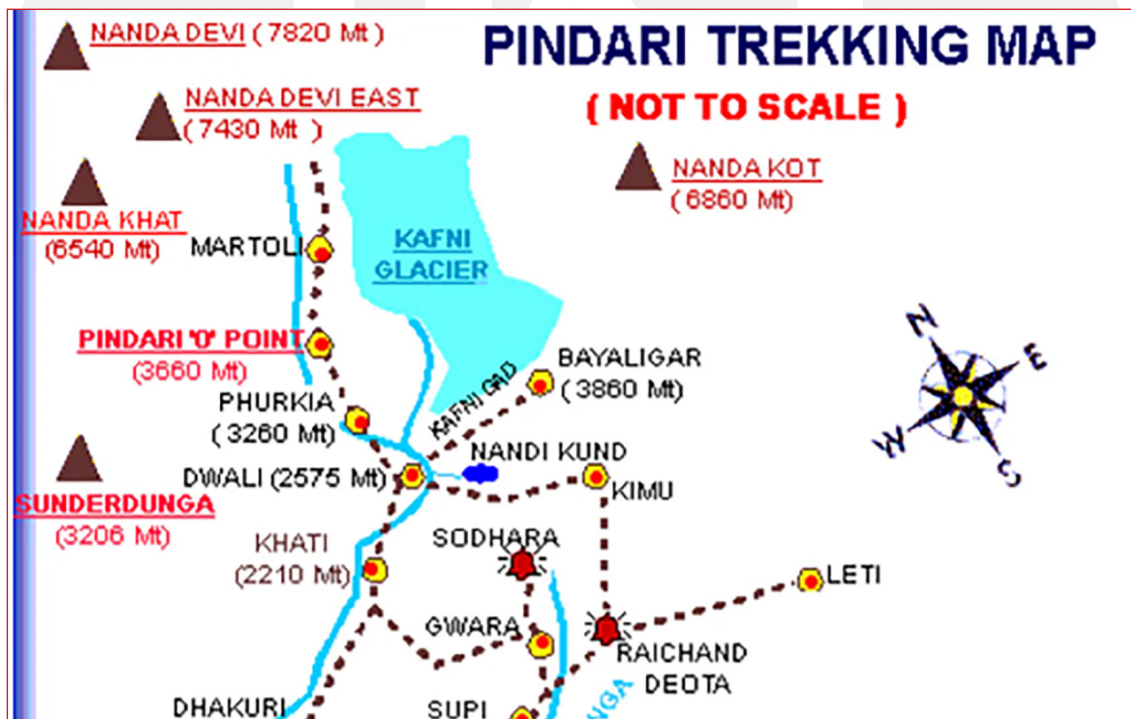 NANDA DEVI ( 7820 Mt )
PINDARI TREKKING MAP
( NOT TO SCALE )
NANDA DEVI EAST
( 7430 Mt )
NANDA KOT
( 6860 Mt)
NANDA KHAT
(6540 Mt)
MARTOLI
KAFNI
GLACIER
N
E
W
S
PINDARI '0' POINT
(3660 Mt)
BAYALIGAR
( 3860 Mt)
KAFNI GAD
PHURKIA
( 3260 Mt)
NANDI KUND
DWALI (2575 Mt)
KIMU
SUNDERDUNGA
(3206 Mt)
SODHARA
KHATI
(2210 Mt)
LETI
GWARA
RAICHAND
DEOTA
DHAKURI
SUPI